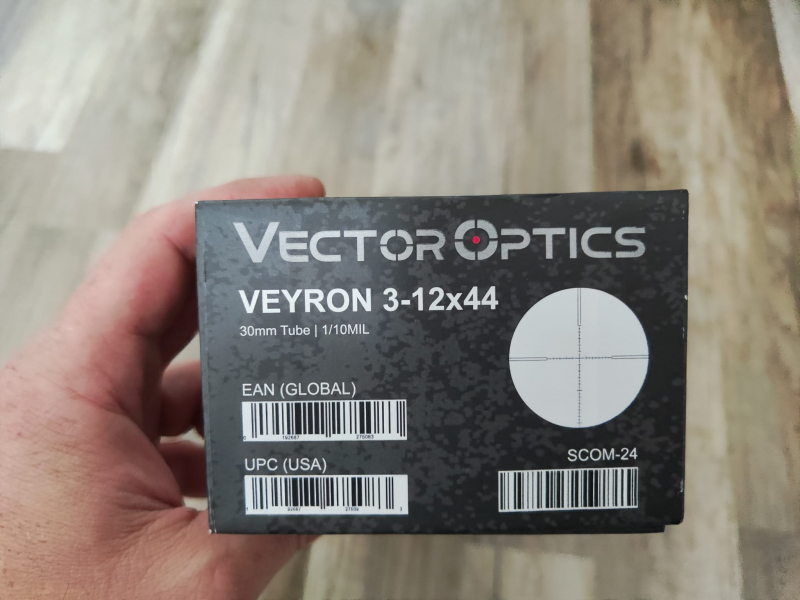 VECTOR OPTICS
VEYRON 3-12x44
30mm Tube | 1/10MIL
EAN (GLOBAL)
UPC (USA)
SCOM-24